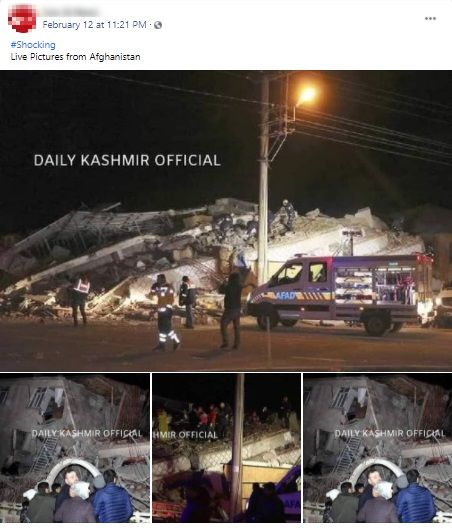 February 12 at 11:21 PM
#Shocking
Live Pictures from Afghanistan
DAILY KASHMIR OFFICIAL
AFAD
DAILY KASHMIR OFFICIAL
HMIR OFFICIAL
DAILY KASHMIR OFFICIAL